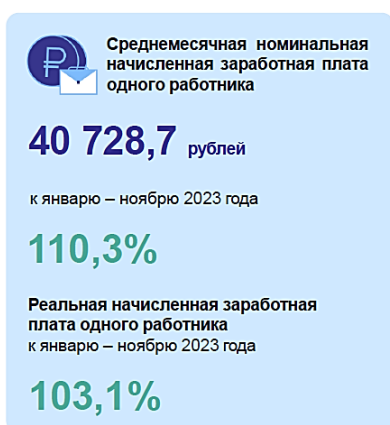 Среднемесячная номинальная
начисленная заработная плата
одного работника
40 728,7 рублей
к январю – ноябрю 2023 года
110,3%
Реальная начисленная заработная
плата одного работника
к январю – ноябрю 2023 года
103,1%